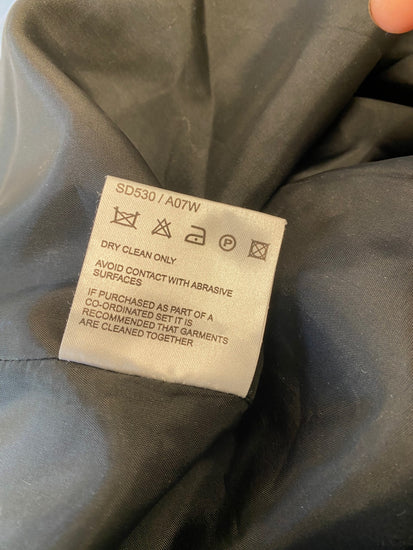 SD530 / A07W
P
DRY CLEAN ONLY
AVOID CONTACT WITH ABRASIVE
SURFACES
IF PURCHASED AS PART OF A
CO-ORDINATED SET IT IS
RECOMMENDED THAT GARMENTS
ARE CLEANED TOGETHER